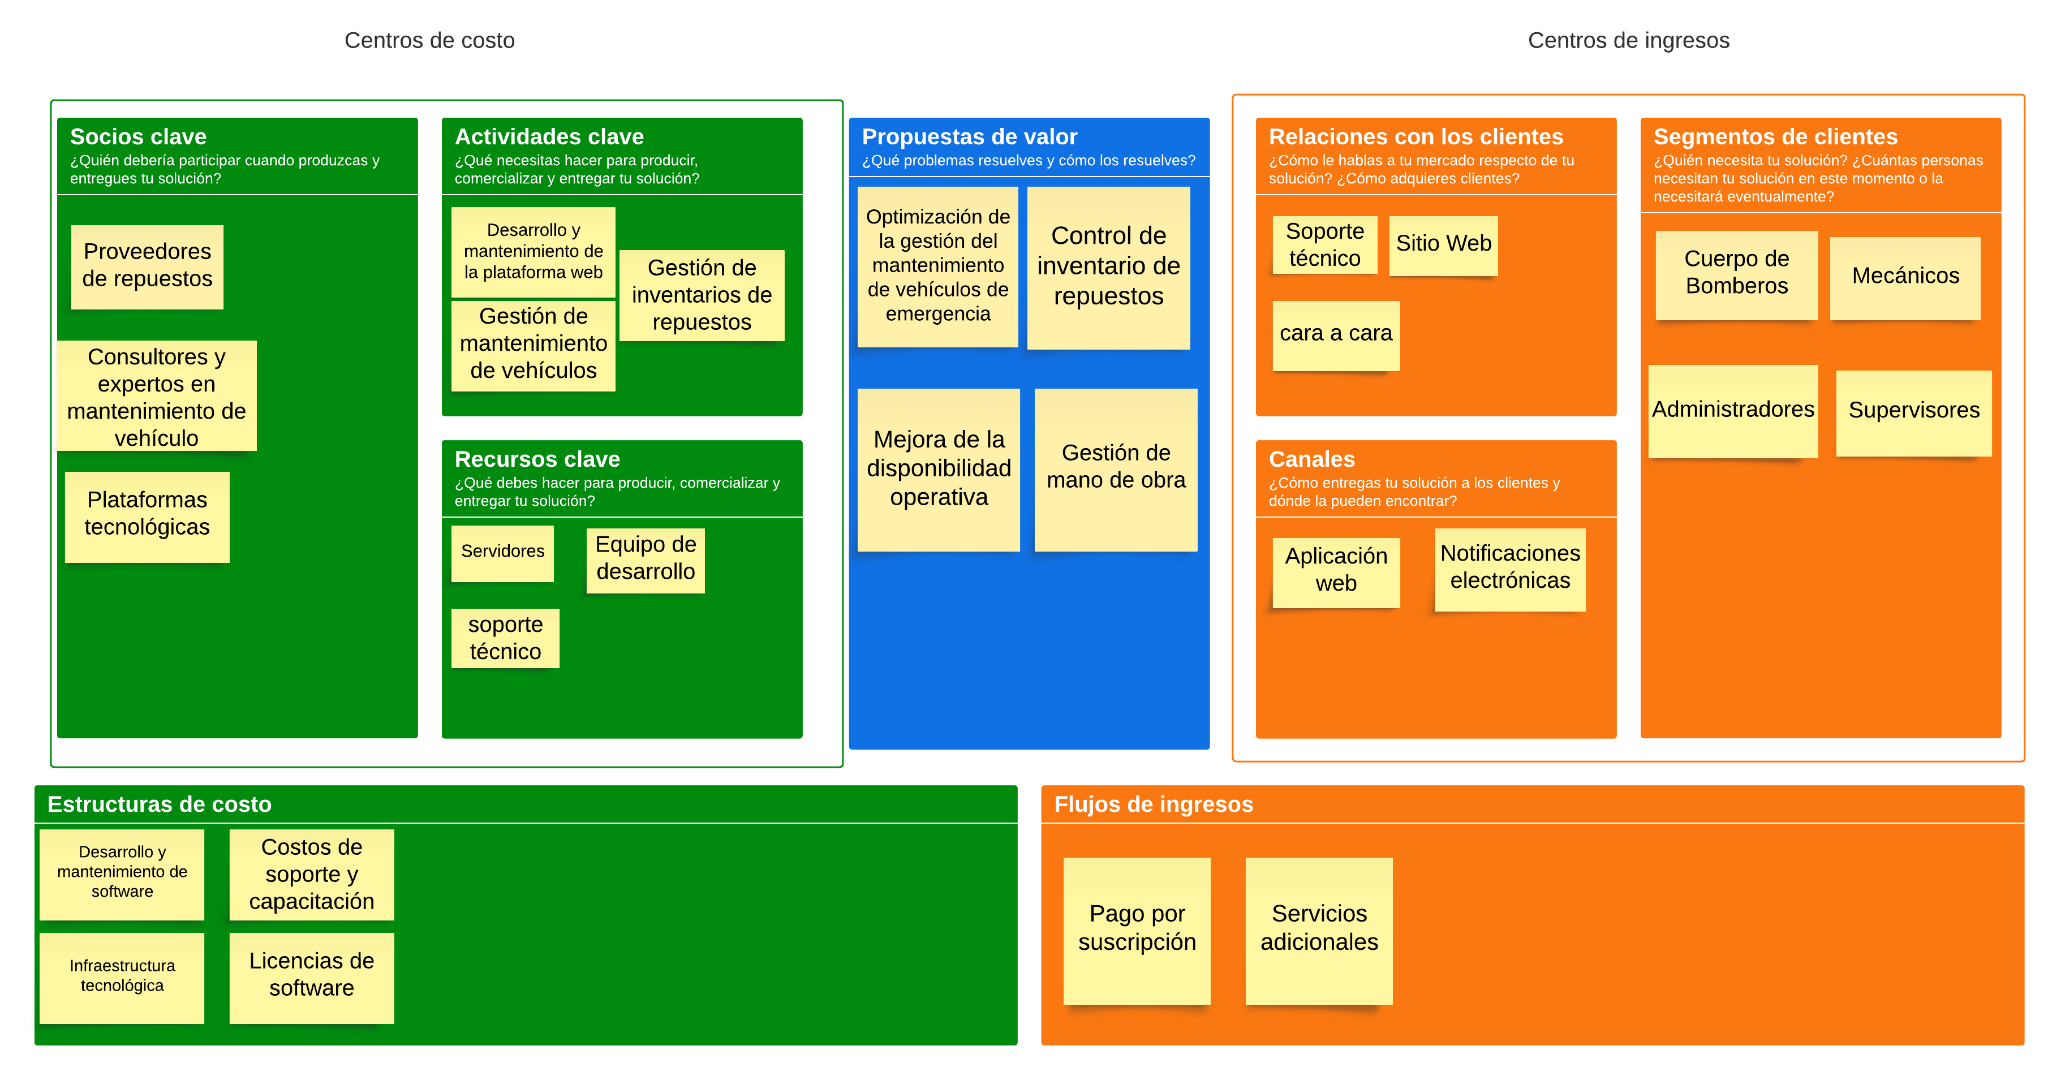 Centros de costo
Centros de ingresos
Socios clave
¿Quién debería participar cuando produzcas y
entregues tu solución?
Proveedores
de repuestos
Consultores y
expertos en
mantenimiento de
vehículo
Plataformas
tecnológicas
Actividades clave
¿Qué necesitas hacer para producir,
comercializar y entregar tu solución?
Desarrollo y
mantenimiento de
la plataforma web
Gestión de
inventarios de
repuestos
Gestión de
mantenimiento
de vehículos
Recursos clave
¿Qué debes hacer para producir, comercializar y
entregar tu solución?
Servidores
Equipo de
desarrollo
soporte
técnico
Propuestas de valor
¿Qué problemas resuelves y cómo los resuelves?
Optimización de
la gestión del
mantenimiento
de vehículos de
emergencia
Control de
inventario de
repuestos
Mejora de la
disponibilidad
operativa
Gestión de
mano de obra
Relaciones con los clientes
¿Cómo le hablas a tu mercado respecto de tu
solución? ¿Cómo adquieres clientes?
Soporte
técnico
Sitio Web
cara a cara
Canales
¿Cómo entregas tu solución a los clientes y
dónde la pueden encontrar?
Aplicación
web
Notificaciones
electrónicas
Segmentos de clientes
¿Quién necesita tu solución? ¿Cuántas personas
necesitan tu solución en este momento o la
necesitará eventualmente?
Cuerpo de
Bomberos
Mecánicos
Administradores
Supervisores
Estructuras de costo
Desarrollo y
mantenimiento de
software
Costos de
soporte y
capacitación
Infraestructura
tecnológica
Licencias de
software
Flujos de ingresos
Pago por
suscripción
Servicios
adicionales